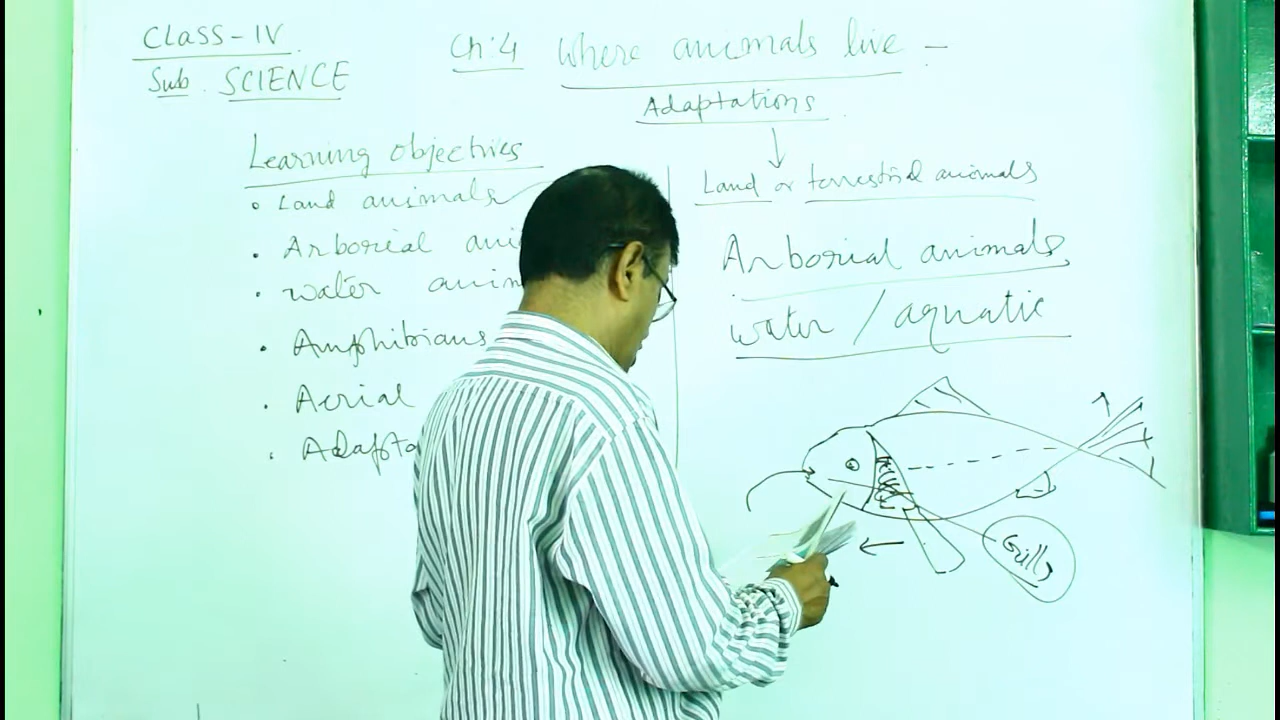 CLASS-IV
Sub. SCIENCE
Ch:4 Where animals live -
Adaptations
Learning objectives
• Land animals
• Arborial ani
• water anim
• Amphibians
• Aerial
• Adapta
Land or terrestrial animals
Arborial animals,
water / aquatic
Gills